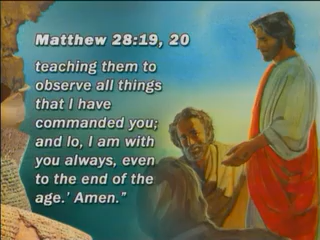 Matthew 28:19, 20
teaching them to
observe all things
that I have
commanded you;
and lo, I am with
you always, even
to the end of the
age.' Amen.”